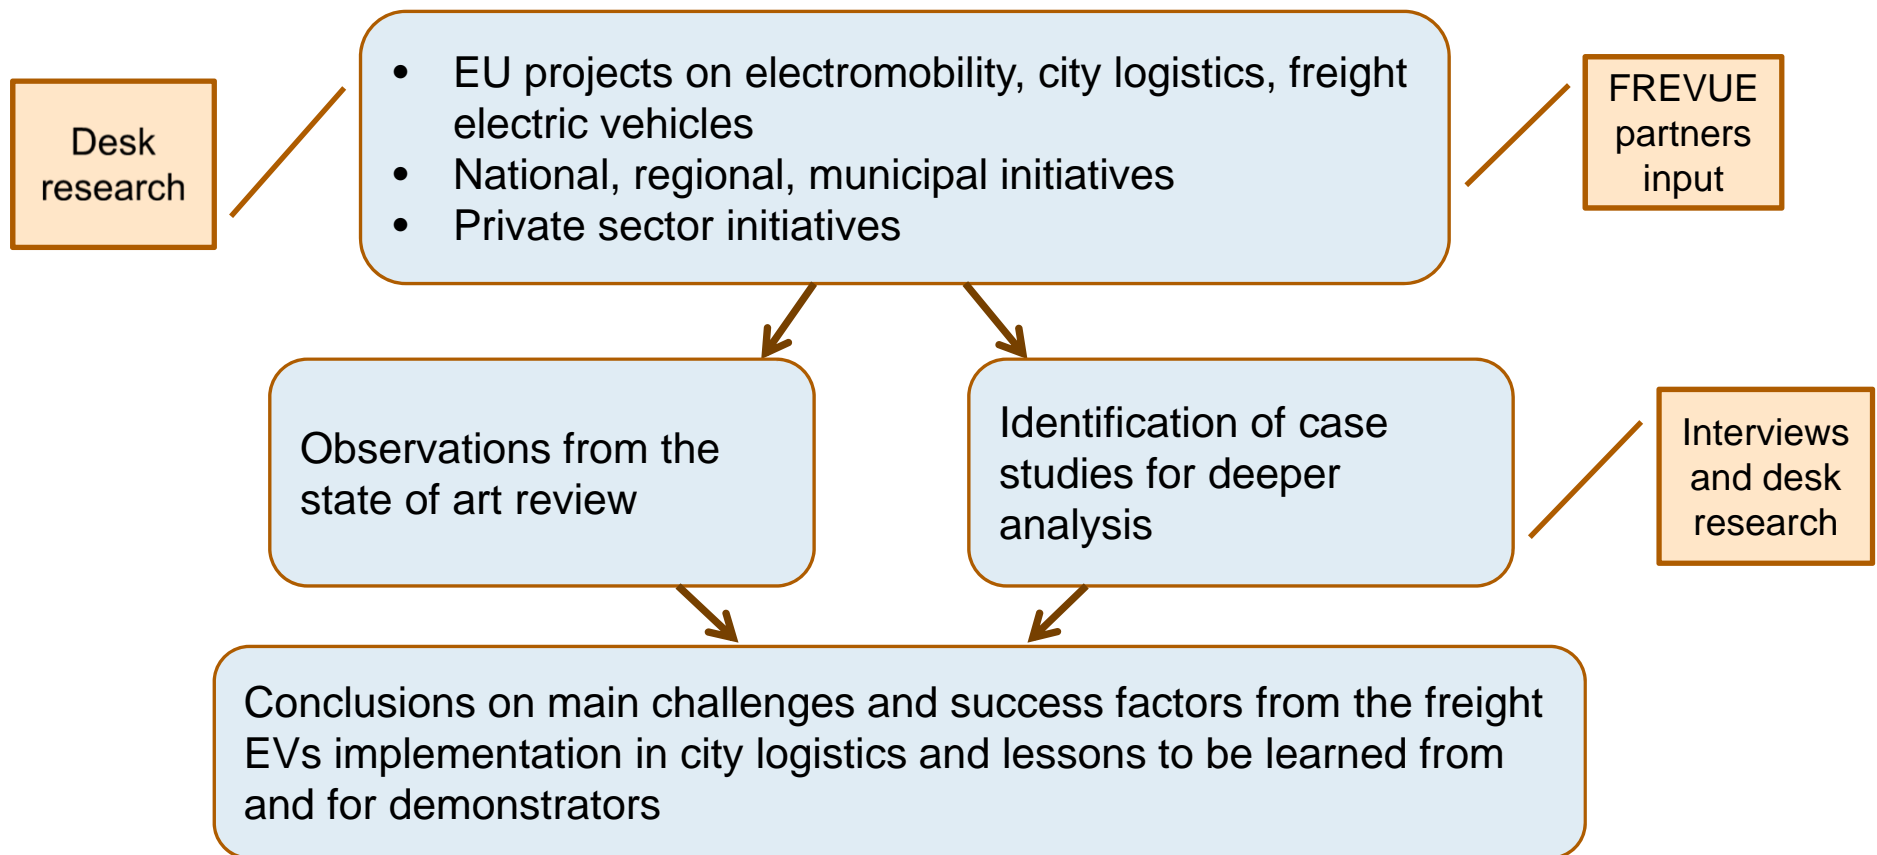 Desk
research
• EU projects on electromobility, city logistics, freight
electric vehicles
• National, regional, municipal initiatives
• Private sector initiatives
FREVUE
partners
input
Observations from the
state of art review
Identification of case
studies for deeper
analysis
Interviews
and desk
research
Conclusions on main challenges and success factors from the freight
EVs implementation in city logistics and lessons to be learned from
and for demonstrators